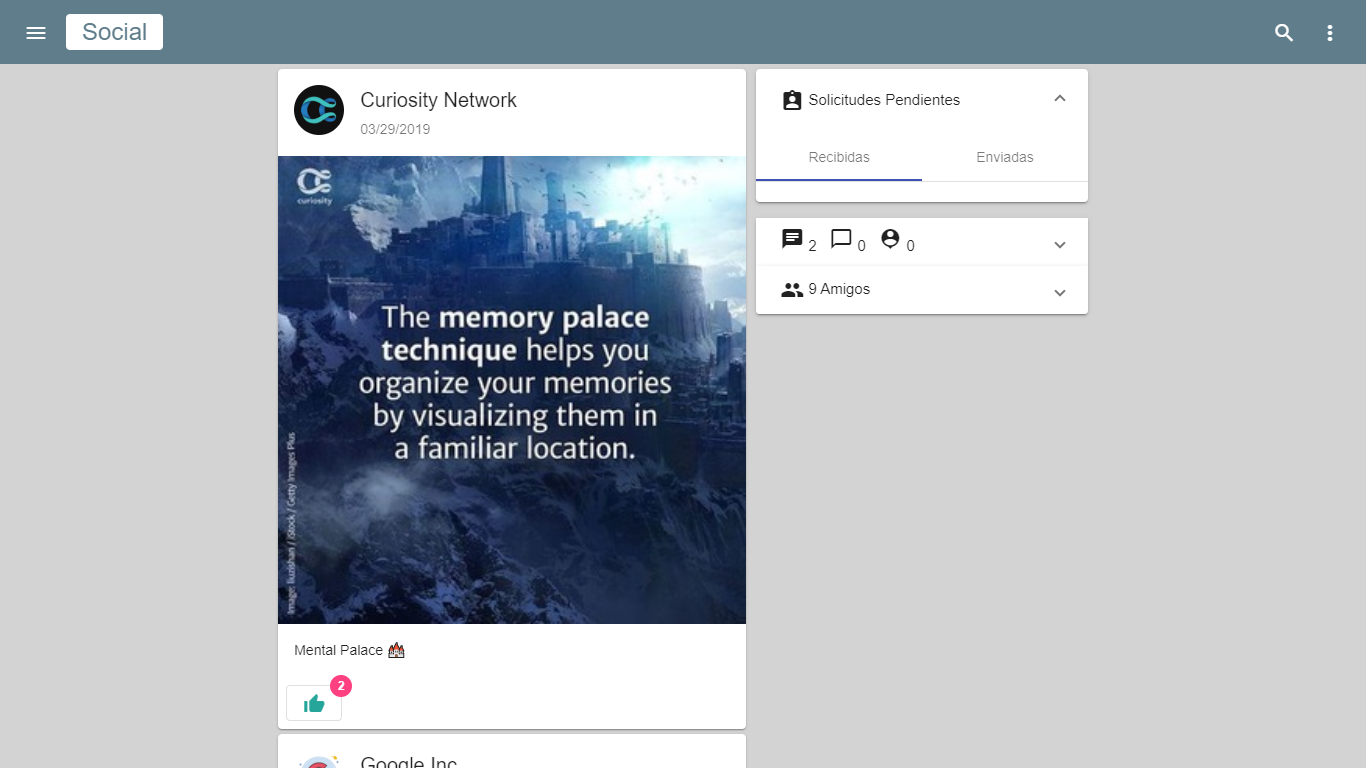 Social
Curiosity Network
03/29/2019
curiosity
The memory palace
technique helps you
organize your memories
by visualizing them in
a familiar location.
Image: liuzishan / iStock / Getty Images Plus
Mental Palace
2
Google Inc
Solicitudes Pendientes
Recibidas Enviadas
2 0 0
9 Amigos